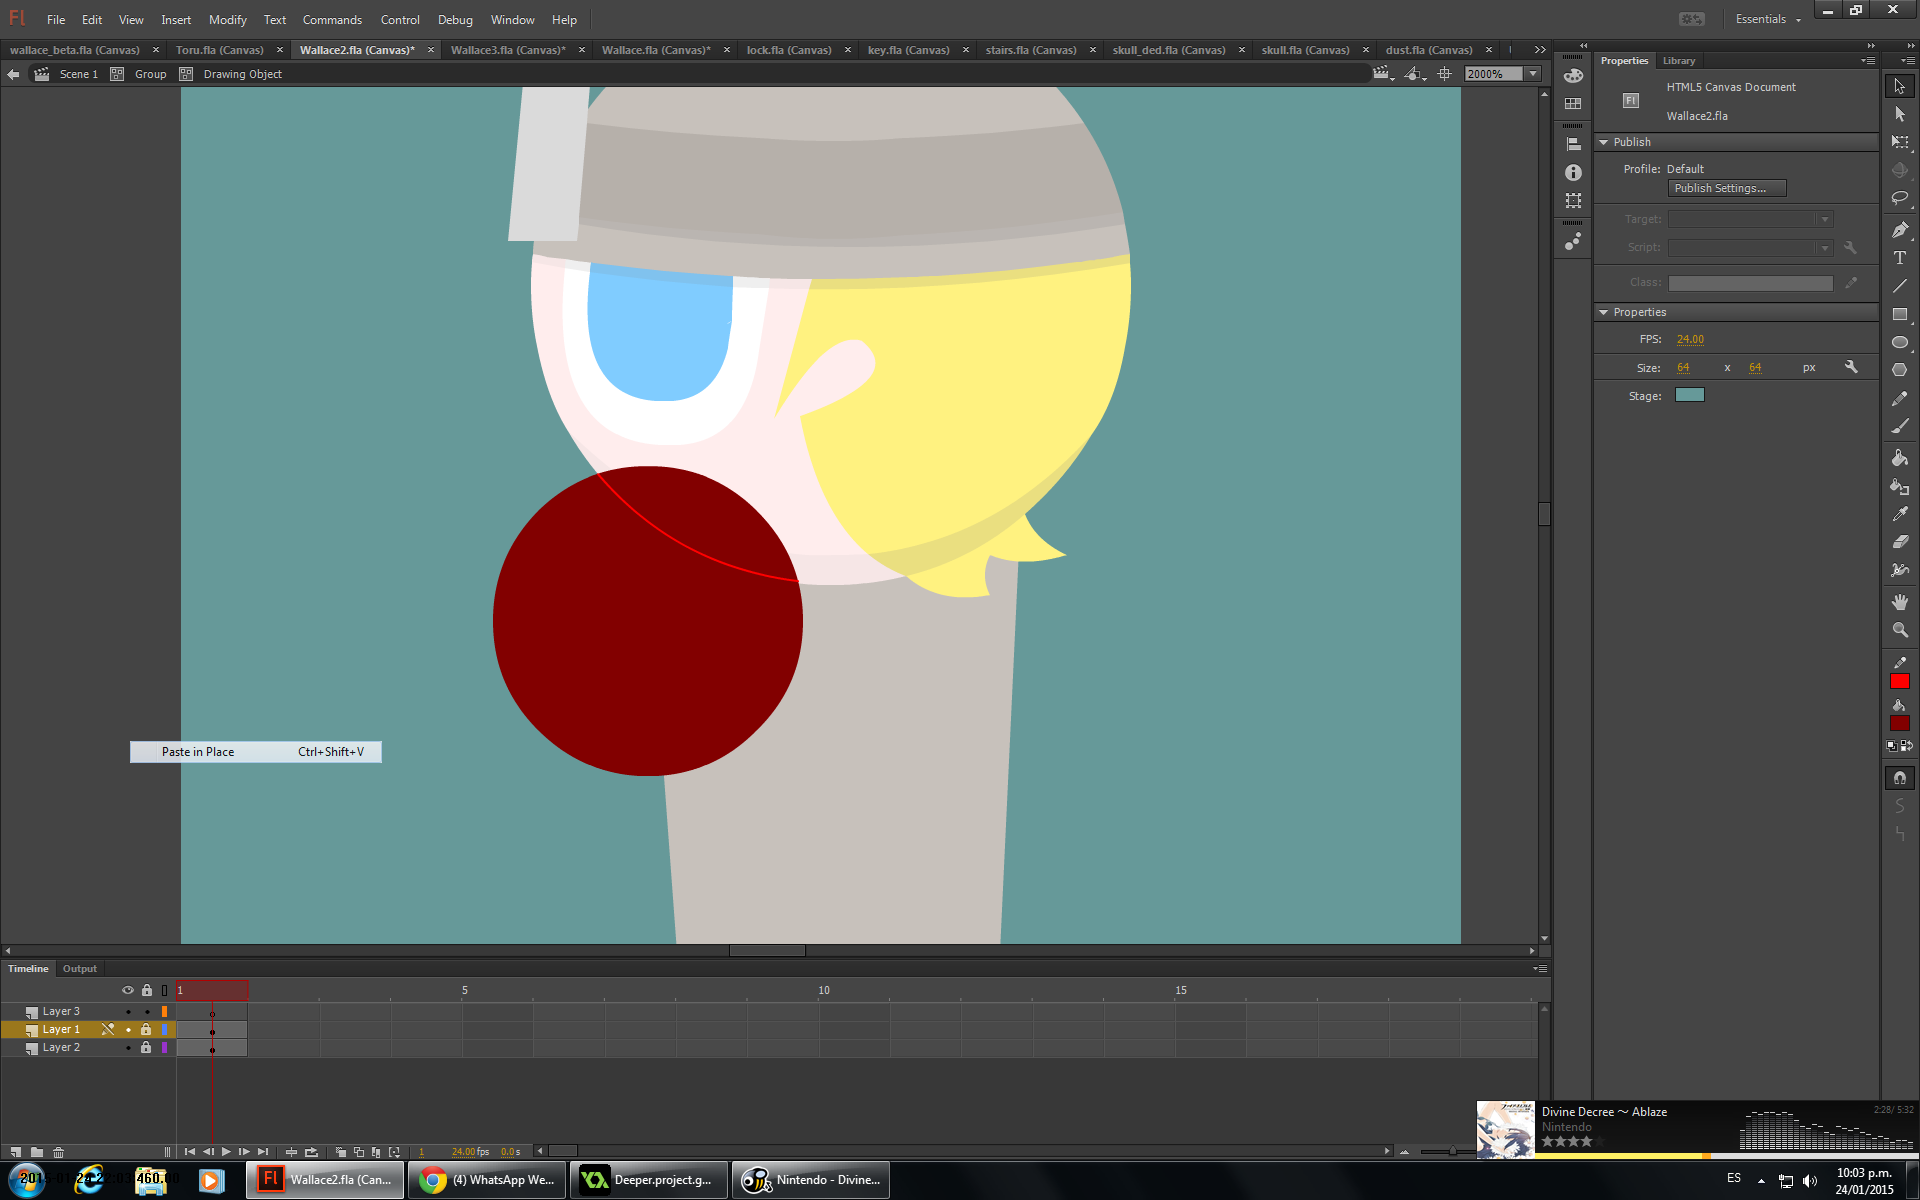 Fl File Edit View Insert Modify Text Commands Control Debug Window Help Essentials
wallace_beta.fla (Canvas) × Toru.fla (Canvas) × Wallace2.fla (Canvas)* × Wallace3.fla (Canvas)* × Wallace.fla (Canvas)* × lock.fla (Canvas) × key.fla (Canvas) × stairs.fla (Canvas) × skull_ded.fla (Canvas) × skull.fla (Canvas) × dust.fla (Canvas) ×
Scene 1 Group Drawing Object 2000%
Properties Library
HTML5 Canvas Document
Fl
Wallace2.fla
Publish
Profile: Default
Publish Settings...
Target:
Script:
Class:
Properties
FPS: 24.00
Size: 64 x 64 px
Stage:
Paste in Place Ctrl+Shift+V
Timeline Output
1 5 10 15
Layer 3
Layer 1
Layer 2
1 24.00 fps 0.0 s
Divine Decree ～ Ablaze 2:28/ 5:32
Nintendo
Fl Wallace2.fla (Can... (4) WhatsApp We... Deeper.project.g... Nintendo - Divine...
ES
10:03 p.m.
24/01/2015